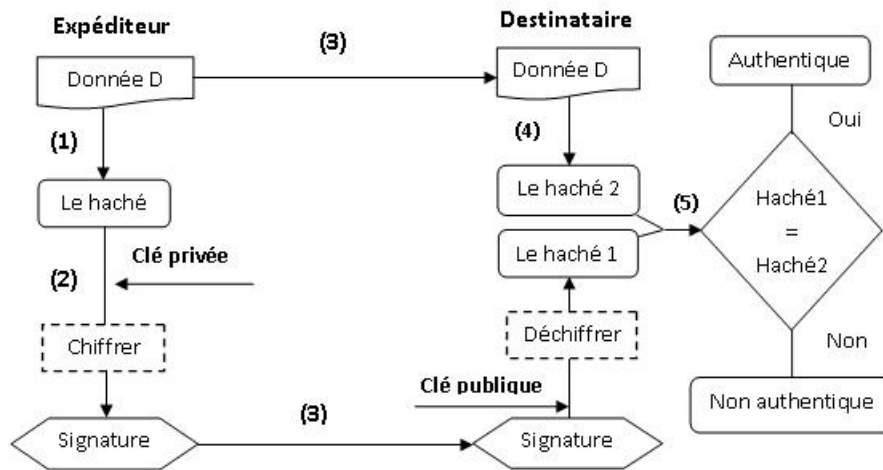 Expéditeur
Destinataire
(3)
Donnée D
Donnée D
Authentique
(1)
(4)
Oui
Le haché
Le haché 2
(5)
Haché1
=
Haché2
Le haché 1
(2)
Clé privée
Chiffrer
Déchiffrer
Non
Clé publique
Non authentique
(3)
Signature
Signature